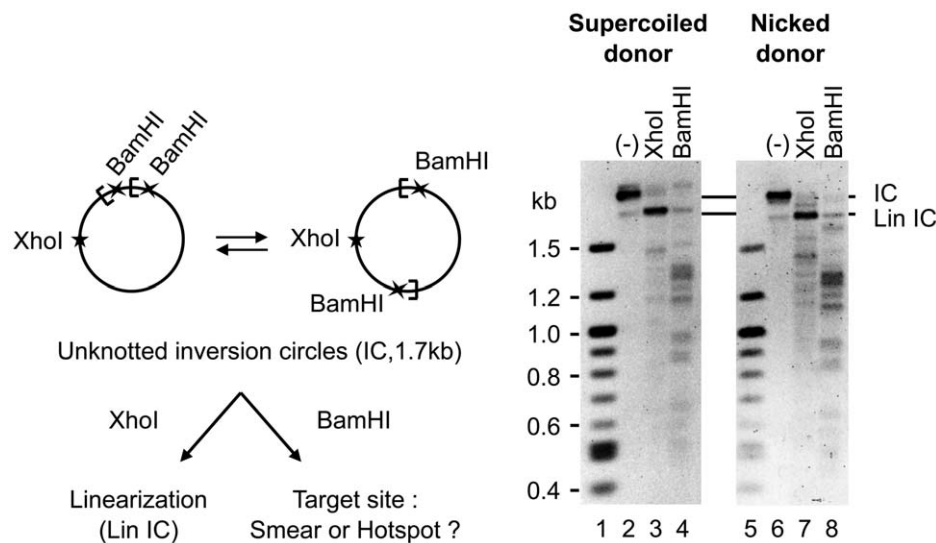 BamHI
BamHI
XhoI
BamHI
XhoI
BamHI
Unknotted inversion circles (IC,1.7kb)
XhoI BamHI
Linearization
(Lin IC)
Target site :
Smear or Hotspot ?
Supercoiled
donor
Nicked
donor
(-) XhoI BamHI
(-) XhoI BamHI
kb
IC
Lin IC
1.5
1.2
1.0
0.8
0.6
0.4
1 2 3 4
5 6 7 8